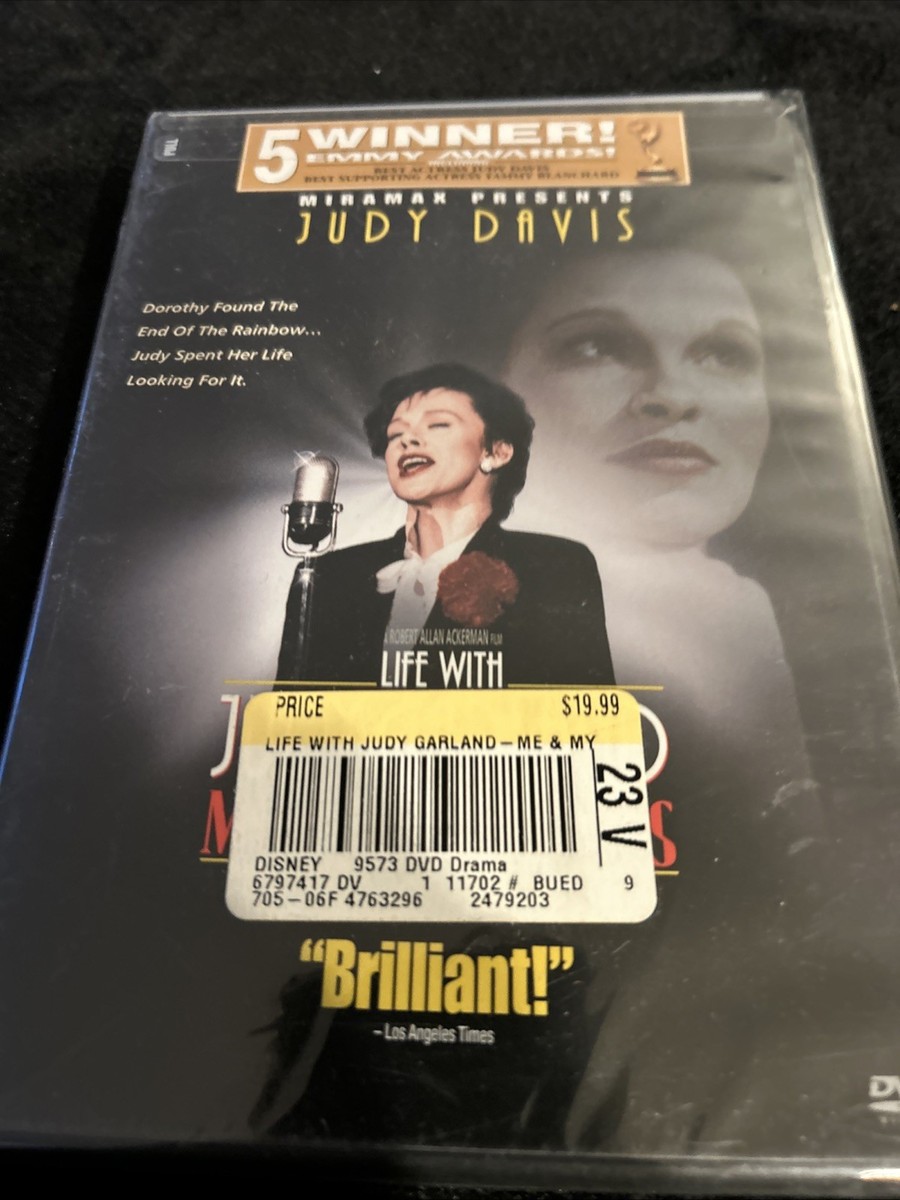 PULL
5 WINNER!
EMMY AWARDS!
INCLUDING
BEST ACTRESS JUDY DAVIS
BEST SUPPORTING ACTRESS TAMMY BLANCHARD
MIRAMAX PRESENTS
JUDY DAVIS
Dorothy Found The
End Of The Rainbow...
Judy Spent Her Life
Looking For It.
A ROBERT ALLAN ACKERMAN FILM
LIFE WITH
PRICE $19.99
LIFE WITH JUDY GARLAND-ME & MY
23 V
DISNEY 9573 DVD Drama
6797417 DV 1 11702 # BUED 9
705-06F 4763296 2479203
"Brilliant!"
- Los Angeles Times